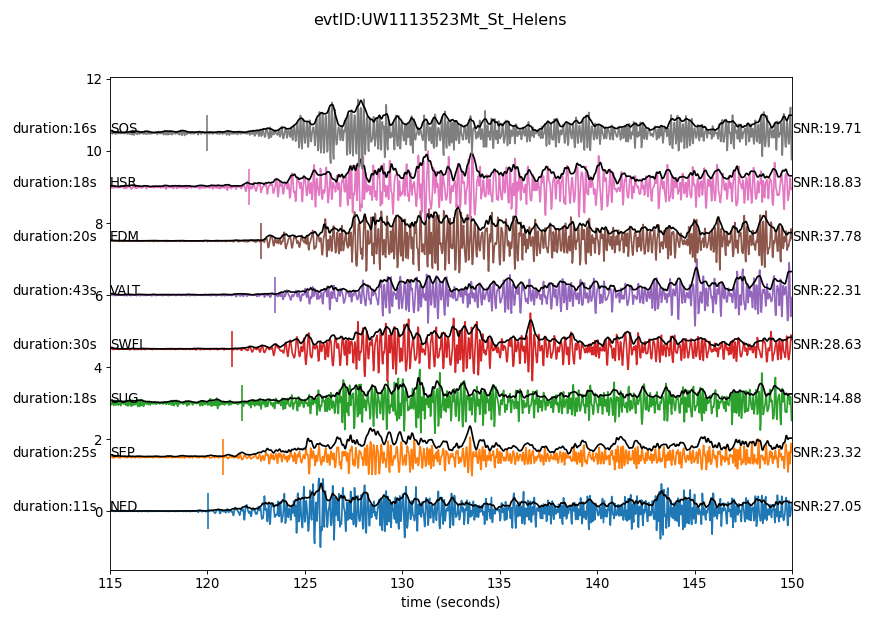 evtID:UW1113523Mt_St_Helens
12
duration:16s SOS SNR:19.71
10
duration:18s HSR SNR:18.83
8
duration:20s EDM SNR:37.78
duration:43s VALT SNR:22.31
6
duration:30s SWFL SNR:28.63
4
duration:18s SUG SNR:14.88
2
duration:25s SEP SNR:23.32
duration:11s NED SNR:27.05
0
115 120 125 130 135 140 145 150
time (seconds)